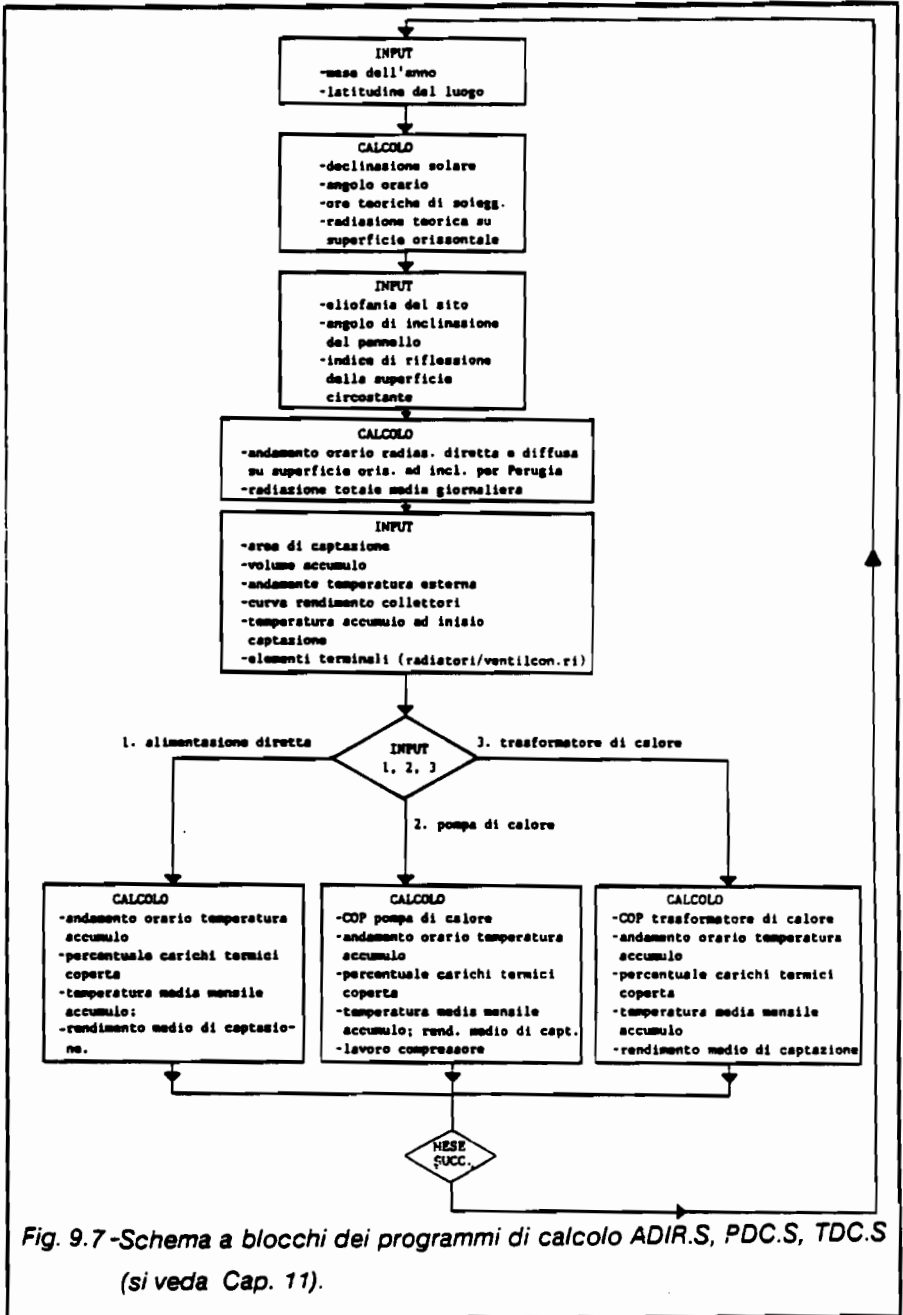 INPUT
-mese dell'anno
-latitudine del luogo
CALCOLO
-declinazione solare
-angolo orario
-ore teoriche di soleg.
-radiazione teorica su
superficie orizzontale
INPUT
-eliofania del sito
-angolo di inclinazione
del pannello
-indice di riflessione
della superficie
circostante
CALCOLO
-andamento orario radiaz. diretta e diffusa
su superficie oriz. ad incl. per Perugia
-radiazione totale media giornaliera
INPUT
-area di captazione
-volume accumulo
-andamente temperatura esterna
-curva rendimento collettori
-temperatura accumulo ad inizio
captazione
-elementi terminali (radiatori/ventilcon.ri)
1. alimentazione diretta
INPUT
1, 2, 3
3. trasformatore di calore
2. pompa di calore
CALCOLO
-andamento orario temperatura
accumulo
-percentuale carichi termici
coperta
-temperatura media mensile
accumulo;
-rendimento medio di captazio-
ne.
CALCOLO
-COP pompa di calore
-andamento orario temperatura
accumulo
-percentuale carichi termici
coperta
-temperatura media mensile
accumulo; rend. medio di capt.
-lavoro compressore
CALCOLO
-COP trasformatore di calore
-andamento orario temperatura
accumulo
-percentuale carichi termici
coperta
-temperatura media mensile
accumulo
-rendimento medio di captazione
MESE
SUCC.
Fig. 9.7 -Schema a blocchi dei programmi di calcolo ADIR.S, PDC.S, TDC.S
(si veda Cap. 11).